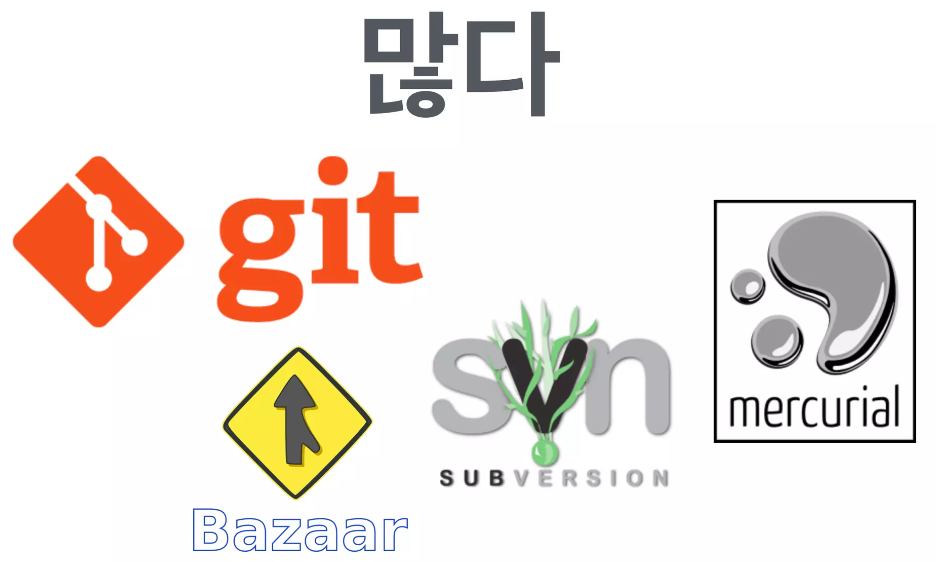 많다
git
svn
SUBVERSION
mercurial
Bazaar